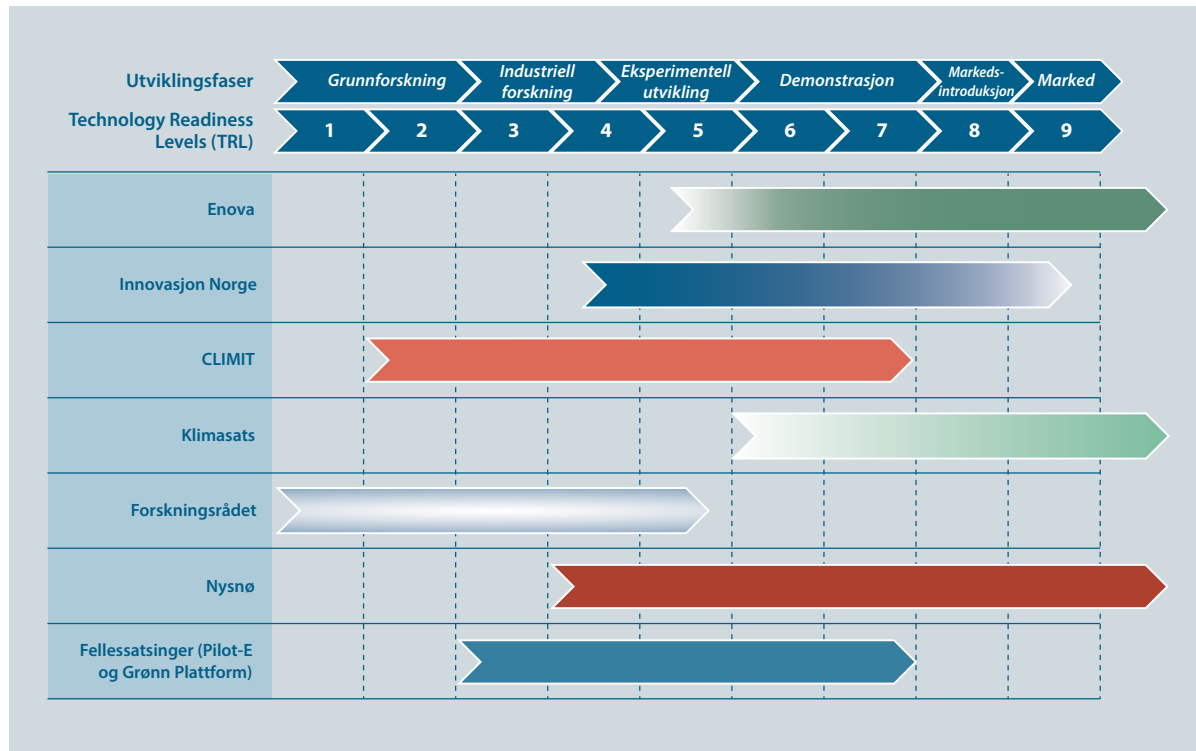 Utviklingsfaser
Grunnforskning
Industriell
forskning
Eksperimentell
utvikling
Demonstrasjon
Markeds-
introduksjon
Marked
Technology Readiness
Levels (TRL)
1 2 3 4 5 6 7 8 9
Enova
Innovasjon Norge
CLIMIT
Klimasats
Forskningsrådet
Nysnø
Fellessatsinger (Pilot-E
og Grønn Plattform)